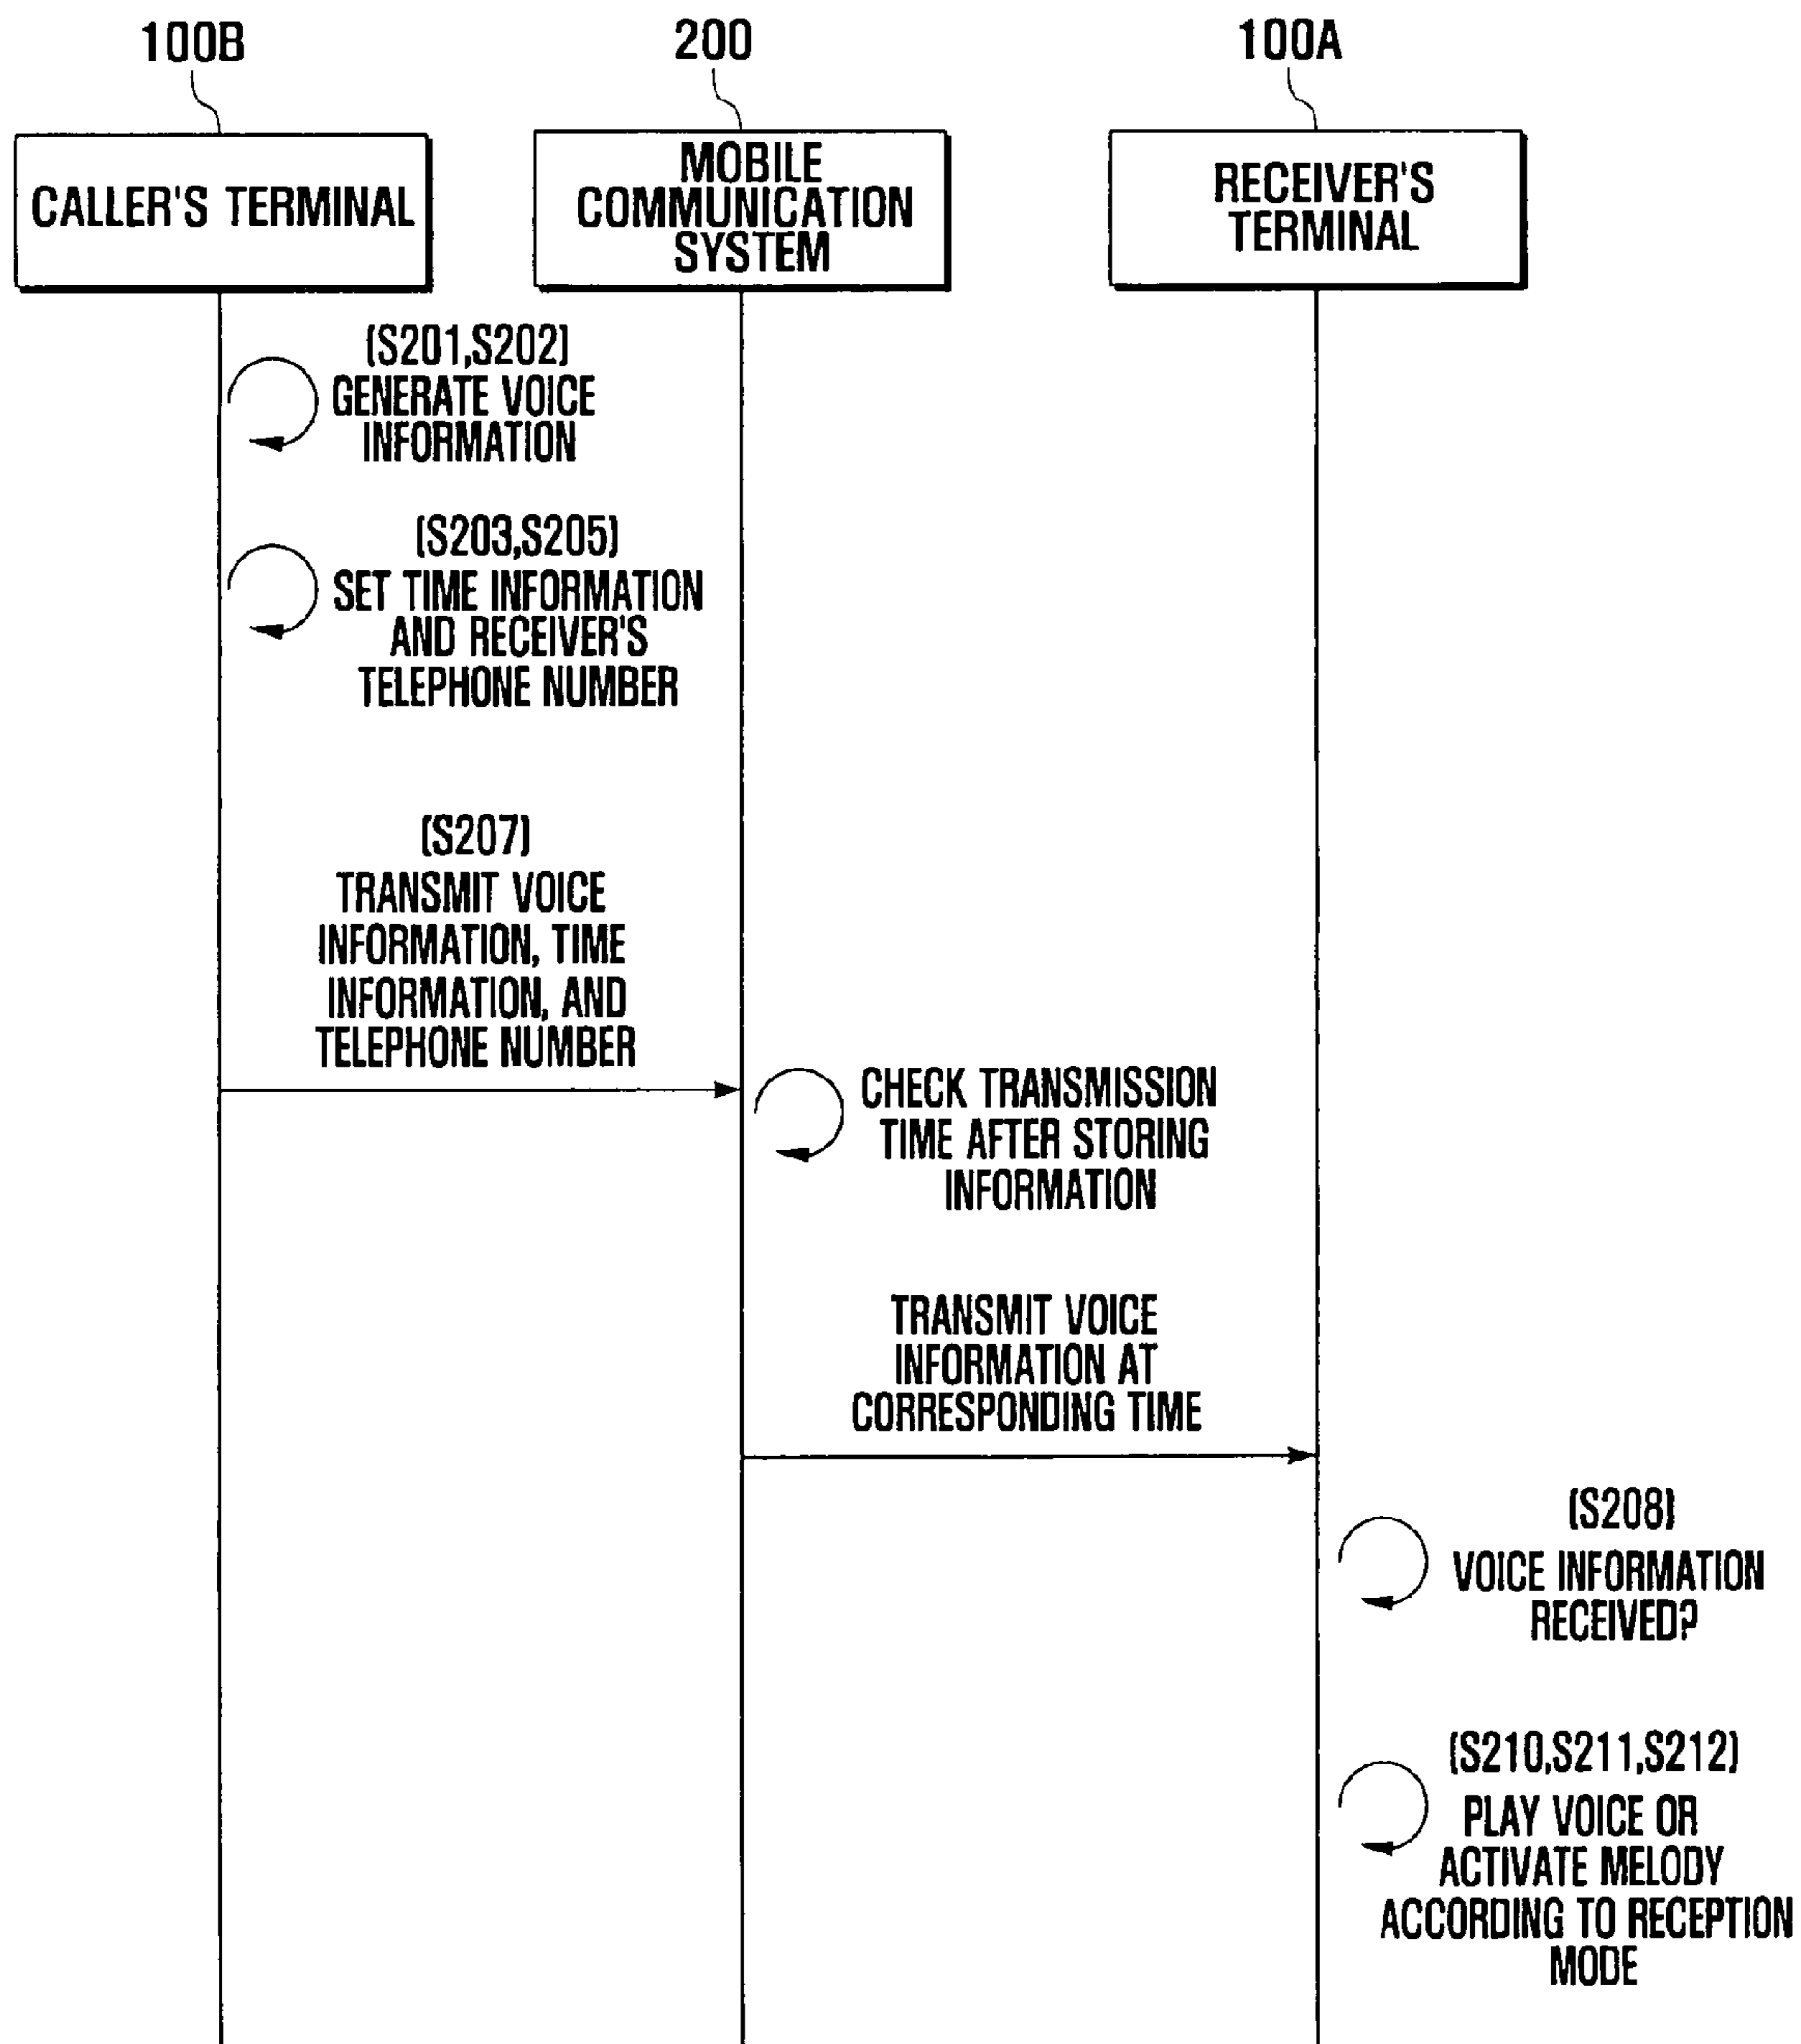 100B
200
100A
CALLER'S TERMINAL
MOBILE
COMMUNICATION
SYSTEM
RECEIVER'S
TERMINAL
(S201,S202)
GENERATE VOICE
INFORMATION
(S203,S205)
SET TIME INFORMATION
AND RECEIVER'S
TELEPHONE NUMBER
(S207)
TRANSMIT VOICE
INFORMATION, TIME
INFORMATION, AND
TELEPHONE NUMBER
CHECK TRANSMISSION
TIME AFTER STORING
INFORMATION
TRANSMIT VOICE
INFORMATION AT
CORRESPONDING TIME
(S208)
VOICE INFORMATION
RECEIVED?
(S210,S211,S212)
PLAY VOICE OR
ACTIVATE MELODY
ACCORDING TO RECEPTION
MODE